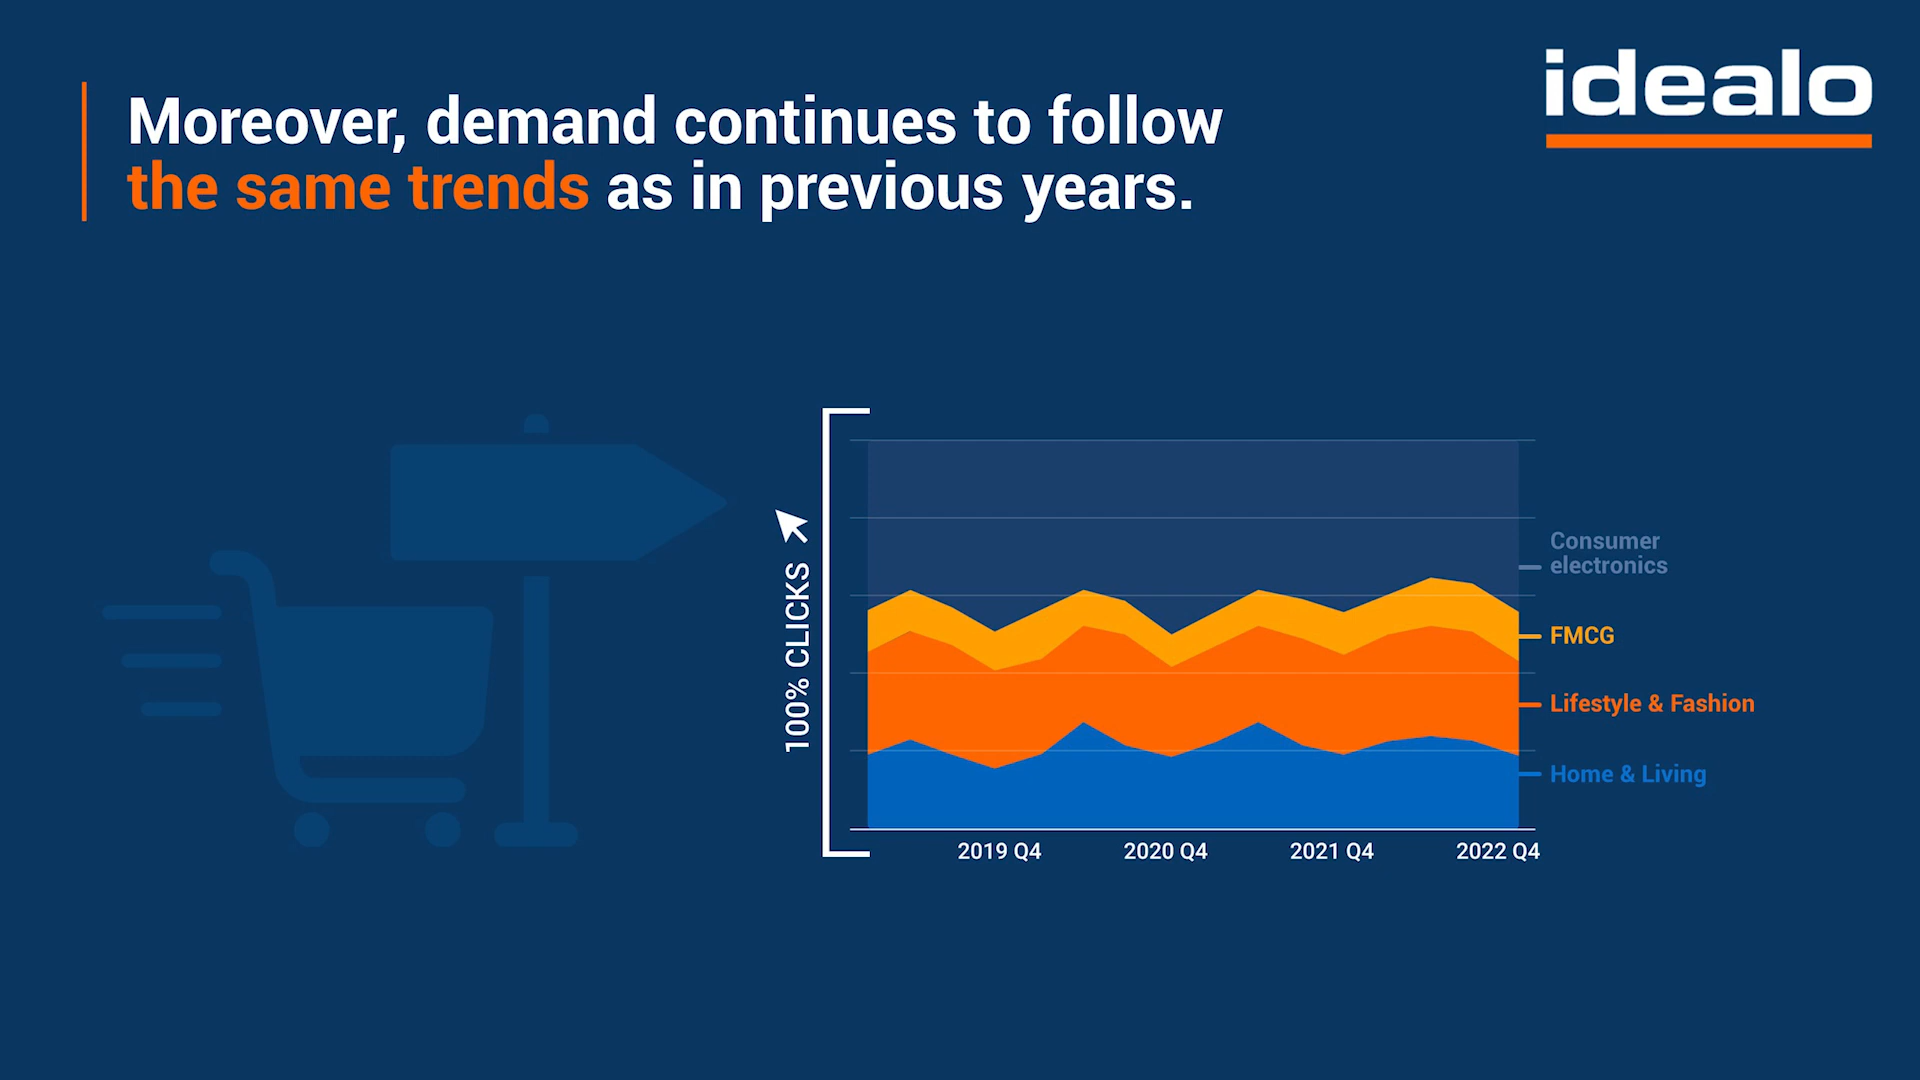 idealo
Moreover, demand continues to follow
the same trends as in previous years.
100% CLICKS
Consumer
electronics
FMCG
Lifestyle & Fashion
Home & Living
2019 Q4
2020 Q4
2021 Q4
2022 Q4